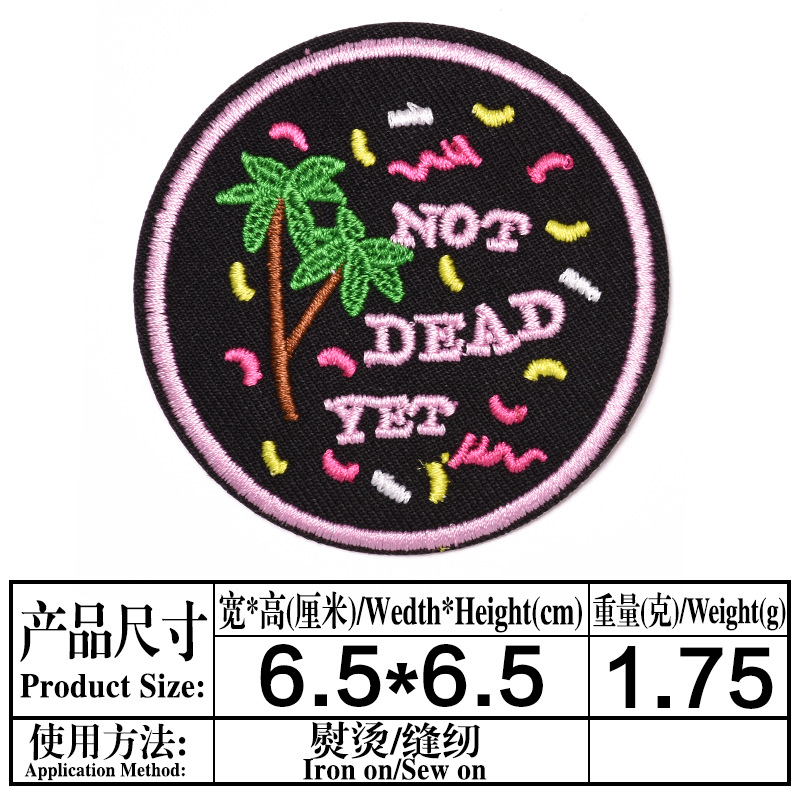 NOT
DEAD
YET
产品尺寸
Product Size:
宽*高(厘米)/Wedth*Height(cm)
重量(克)/Weight(g)
6.5*6.5
1.75
使用方法:
Application Method:
熨烫/缝纫
Iron on/Sew on